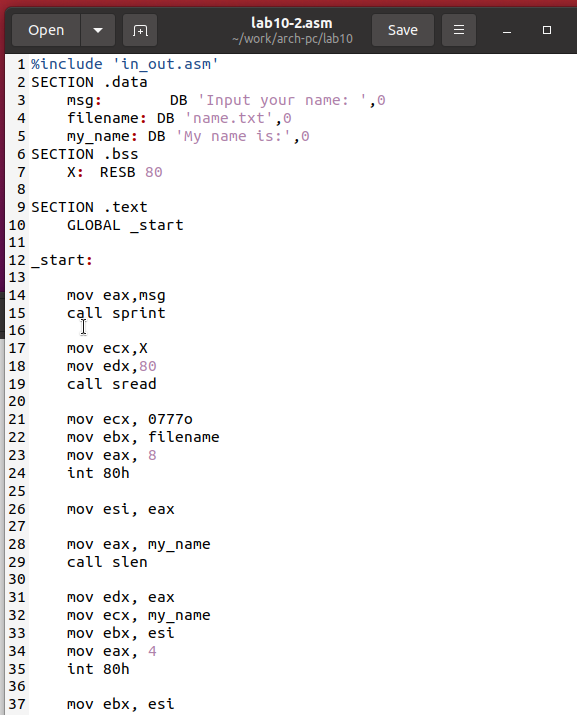 Open
lab10-2.asm
~/work/arch-pc/lab10
Save
1 %include 'in_out.asm'
2 SECTION .data
3     msg:        DB 'Input your name: ',0
4     filename: DB 'name.txt',0
5     my_name: DB 'My name is:',0
6 SECTION .bss
7     X:  RESB 80
8
9 SECTION .text
10     GLOBAL _start
11
12 _start:
13
14     mov eax,msg
15     call sprint
16
17     mov ecx,X
18     mov edx,80
19     call sread
20
21     mov ecx, 0777o
22     mov ebx, filename
23     mov eax, 8
24     int 80h
25
26     mov esi, eax
27
28     mov eax, my_name
29     call slen
30
31     mov edx, eax
32     mov ecx, my_name
33     mov ebx, esi
34     mov eax, 4
35     int 80h
36
37     mov ebx, esi